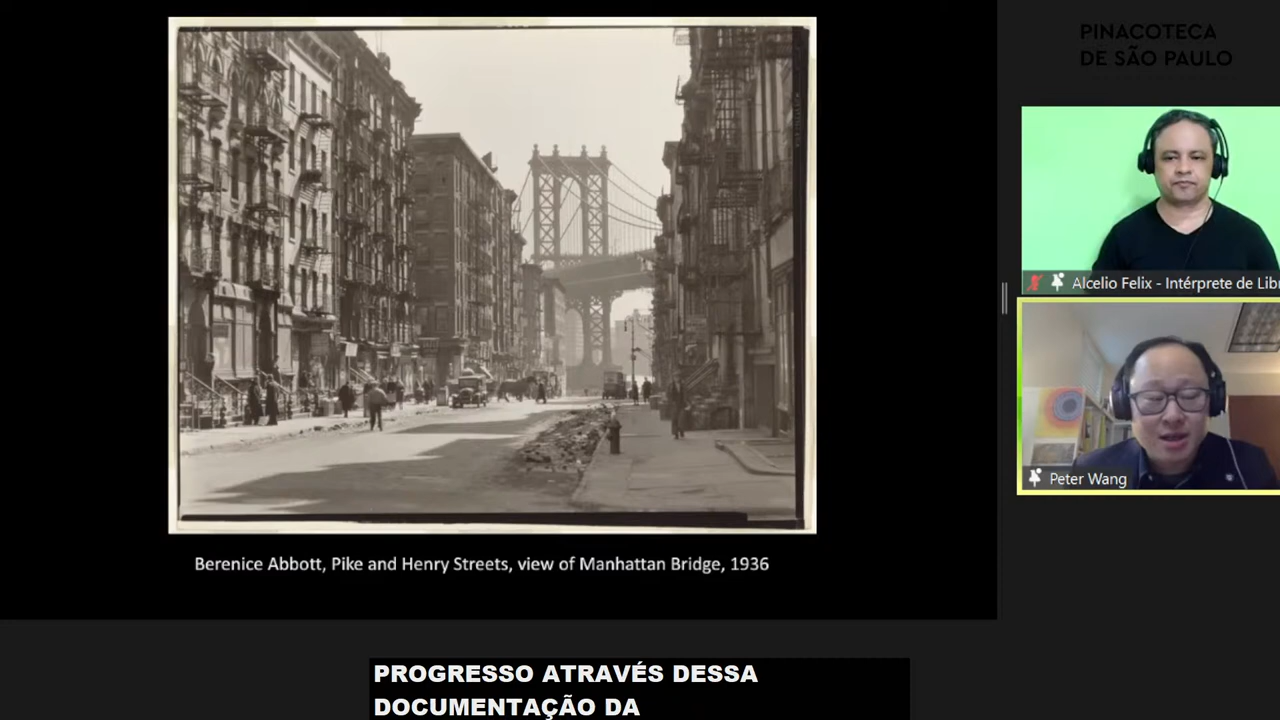 PINACOTECA
DE SÃO PAULO
Alcelio Felix - Intérprete de Libr
Peter Wang
Berenice Abbott, Pike and Henry Streets, view of Manhattan Bridge, 1936
PROGRESSO ATRAVÉS DESSA
DOCUMENTAÇÃO DA